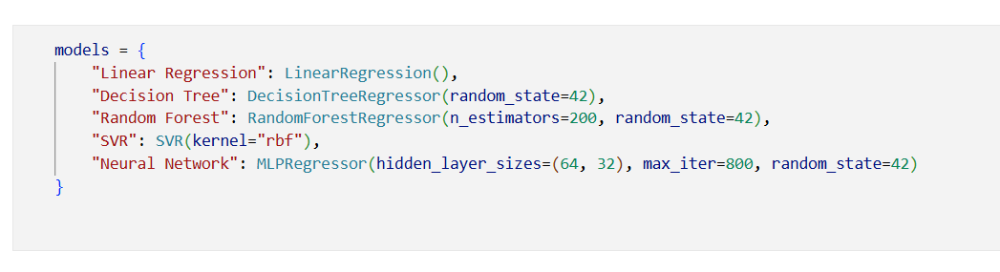 models = {
    "Linear Regression": LinearRegression(),
    "Decision Tree": DecisionTreeRegressor(random_state=42),
    "Random Forest": RandomForestRegressor(n_estimators=200, random_state=42),
    "SVR": SVR(kernel="rbf"),
    "Neural Network": MLPRegressor(hidden_layer_sizes=(64, 32), max_iter=800, random_state=42)
}